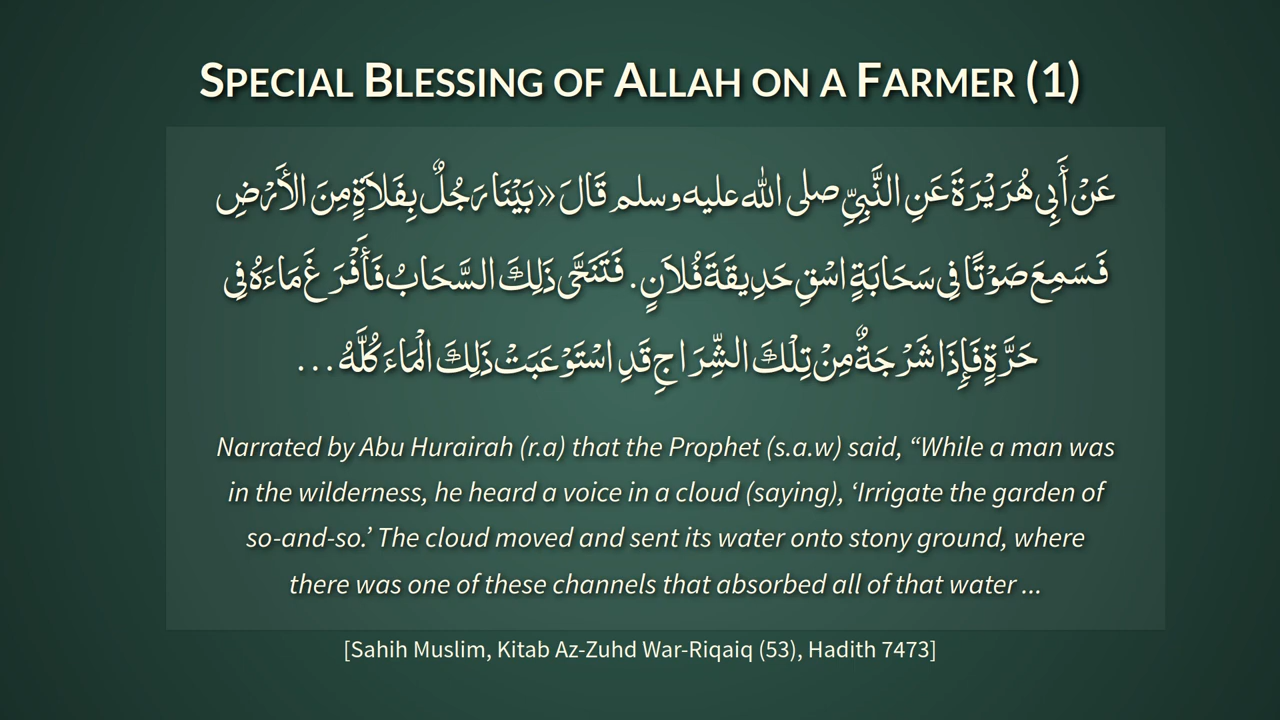 SPECIAL BLESSING OF ALLAH ON A FARMER (1)
عَنْ أَبِي هُرَيْرَةَ عَنِ النَّبِيِّ صلى الله عليه وسلم قَالَ « بَيْنَا رَجُلٌ بِفَلاَةٍ مِنَ الأَرْضِ
فَسَمِعَ صَوْتًا فِي سَحَابَةٍ اسْقِ حَدِيقَةَ فُلاَنٍ . فَتَنَحَّى ذَلِكَ السَّحَابُ فَأَفْرَغَ مَاءَهُ فِي
حَرَّةٍ فَإِذَا شَرْجَةٌ مِنْ تِلْكَ الشِّرَاجِ قَدِ اسْتَوْعَبَتْ ذَلِكَ الْمَاءَ كُلَّهُ ...
Narrated by Abu Hurairah (r.a) that the Prophet (s.a.w) said, “While a man was
in the wilderness, he heard a voice in a cloud (saying), ‘Irrigate the garden of
so-and-so.’ The cloud moved and sent its water onto stony ground, where
there was one of these channels that absorbed all of that water ...
[Sahih Muslim, Kitab Az-Zuhd War-Riqaiq (53), Hadith 7473]